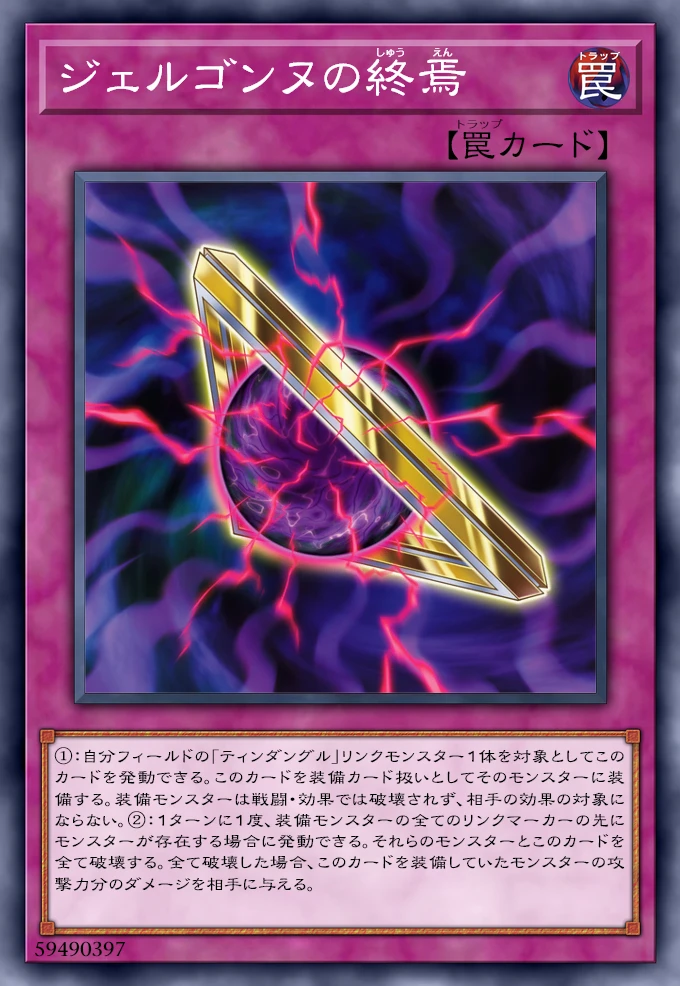 ジェルゴンヌの終焉
しゅう えん
トラップ
罠
トラップ
【罠カード】
①:自分フィールドの「ティンダングル」リンクモンスター1体を対象としてこの
カードを発動できる。このカードを装備カード扱いとしてそのモンスターに装
備する。装備モンスターは戦闘・効果では破壊されず、相手の効果の対象に
ならない。②:1ターンに1度、装備モンスターの全てのリンクマーカーの先に
モンスターが存在する場合に発動できる。それらのモンスターとこのカードを
全て破壊する。全て破壊した場合、このカードを装備していたモンスターの攻
撃力分のダメージを相手に与える。
59490397